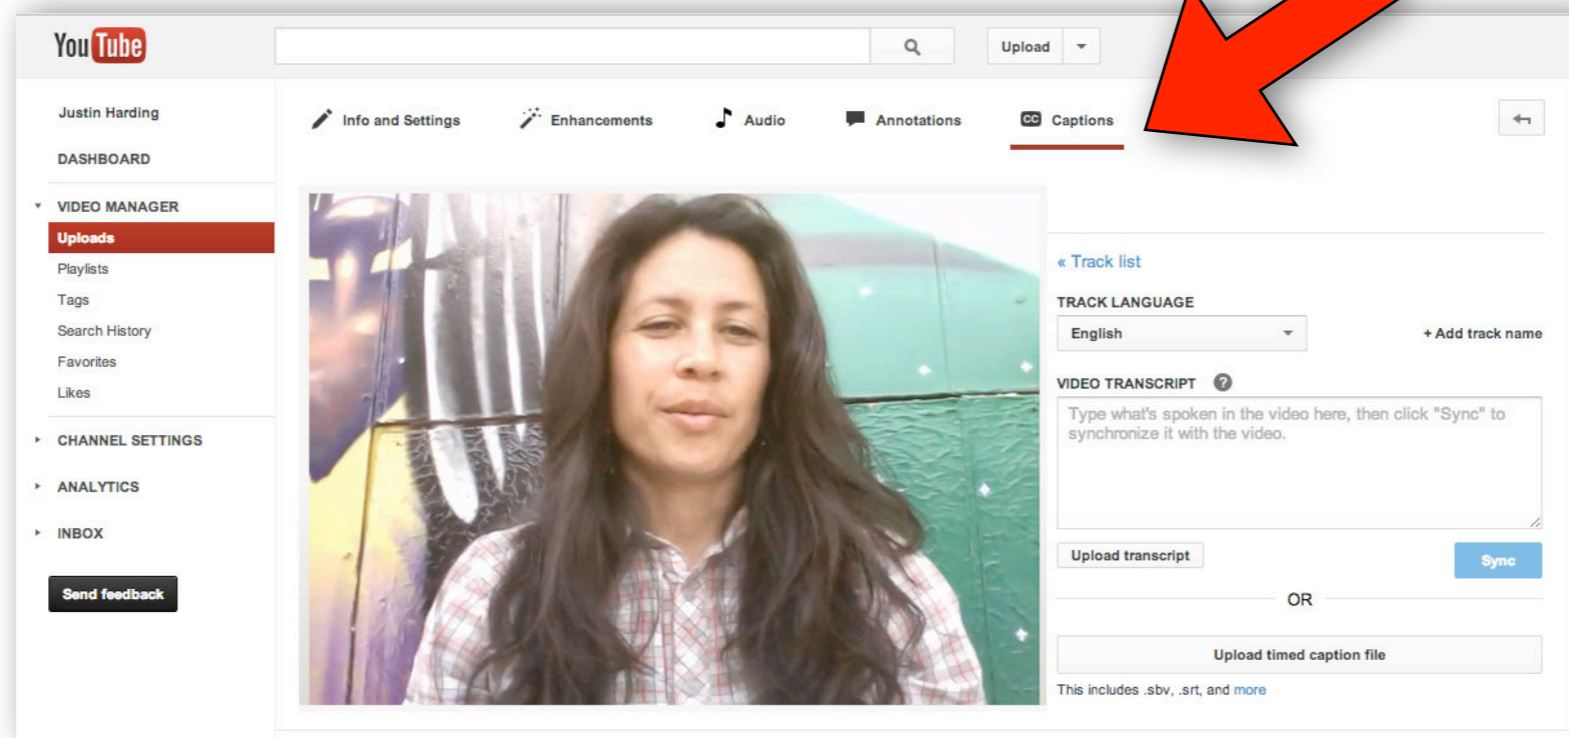 YouTube
Upload
Justin Harding
DASHBOARD
VIDEO MANAGER
Uploads
Playlists
Tags
Search History
Favorites
Likes
CHANNEL SETTINGS
ANALYTICS
INBOX
Send feedback
Info and Settings
Enhancements
Audio
Annotations
CC Captions
« Track list
TRACK LANGUAGE
English
+ Add track name
VIDEO TRANSCRIPT ?
Type what's spoken in the video here, then click "Sync" to
synchronize it with the video.
Upload transcript
Sync
OR
Upload timed caption file
This includes .sbv, .srt, and more